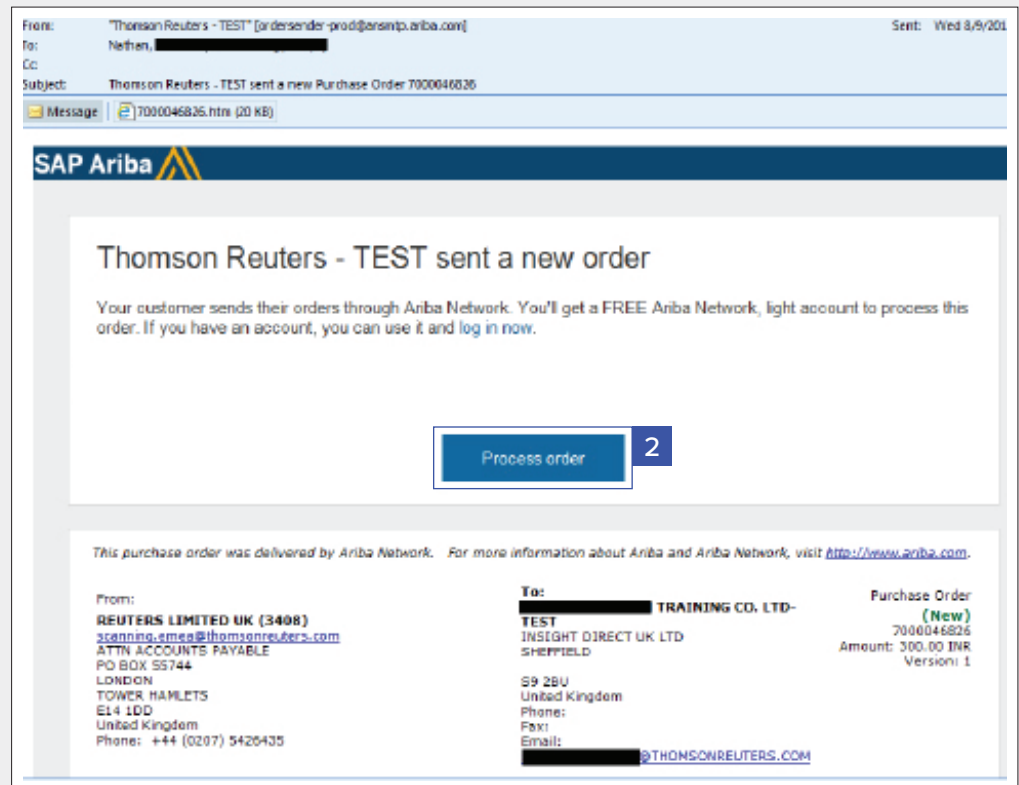 From: "Thomson Reuters - TEST" [ordersender-prod@ansmtp.ariba.com] Sent: Wed 8/9/201
To: Nathan,
Cc:
Subject: Thomson Reuters - TEST sent a new Purchase Order 7000046826
Message 7000046826.htm (20 KB)
SAP Ariba
Thomson Reuters - TEST sent a new order
Your customer sends their orders through Ariba Network. You'll get a FREE Ariba Network, light account to process this
order. If you have an account, you can use it and log in now.
Process order 2
This purchase order was delivered by Ariba Network. For more information about Ariba and Ariba Network, visit http://www.ariba.com.
From:
REUTERS LIMITED UK (3408)
scanning.emea@thomsonreuters.com
ATTN ACCOUNTS PAYABLE
PO BOX 55744
LONDON
TOWER HAMLETS
E14 1DD
United Kingdom
Phone: +44 (0207) 5426435
To:
TRAINING CO. LTD-
TEST
INSIGHT DIRECT UK LTD
SHEFFIELD
S9 2BU
United Kingdom
Phone:
Fax:
Email:
@THOMSONREUTERS.COM
Purchase Order
(New)
7000046826
Amount: 300.00 INR
Version: 1